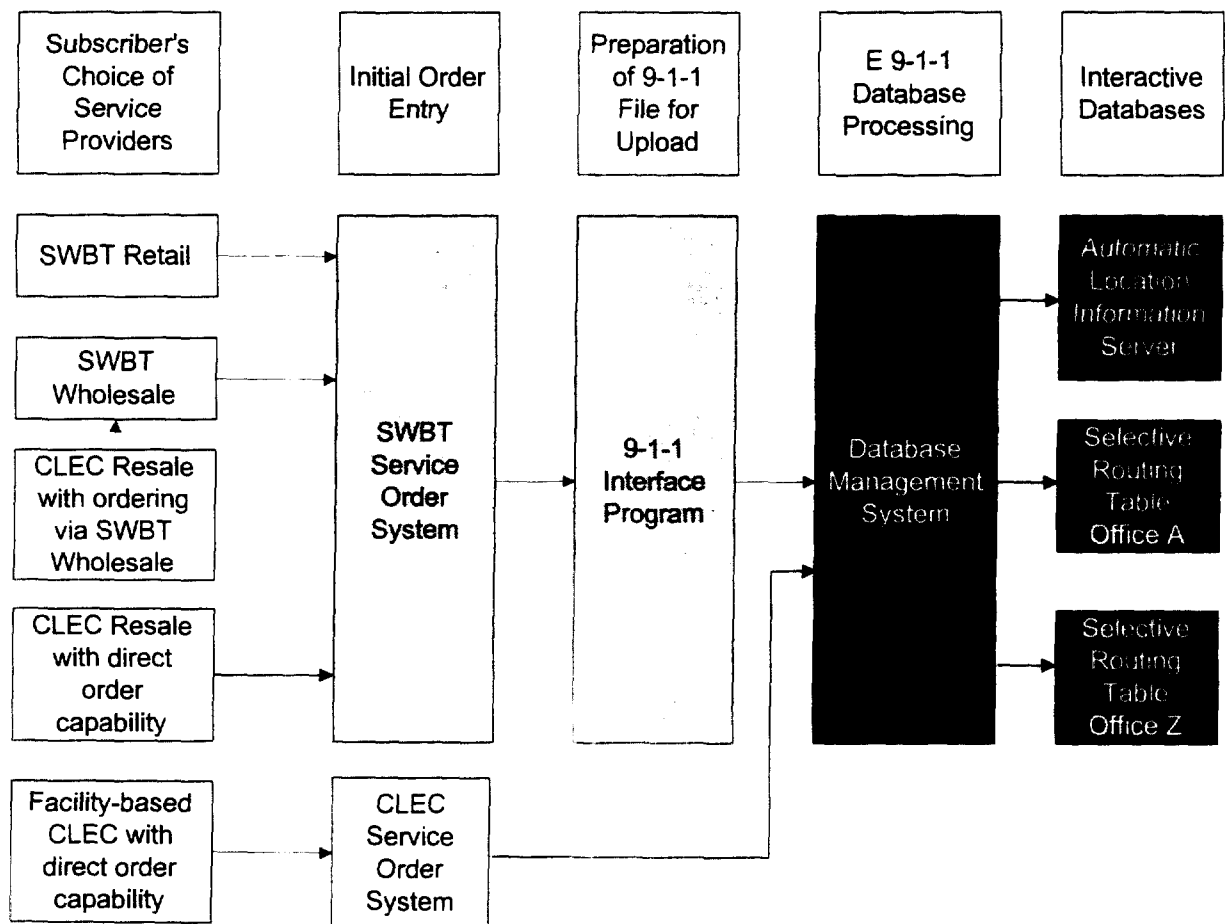 Subscriber's
Choice of
Service
Providers
Initial Order
Entry
Preparation
of 9-1-1
File for
Upload
E 9-1-1
Database
Processing
Interactive
Databases
SWBT Retail
SWBT
Wholesale
CLEC Resale
with ordering
via SWBT
Wholesale
CLEC Resale
with direct
order
capability
Facility-based
CLEC with
direct order
capability
SWBT
Service
Order
System
CLEC
Service
Order
System
9-1-1
Interface
Program
Database
Management
System
Automatic
Location
Information
Server
Selective
Routing
Table
Office A
Selective
Routing
Table
Office Z